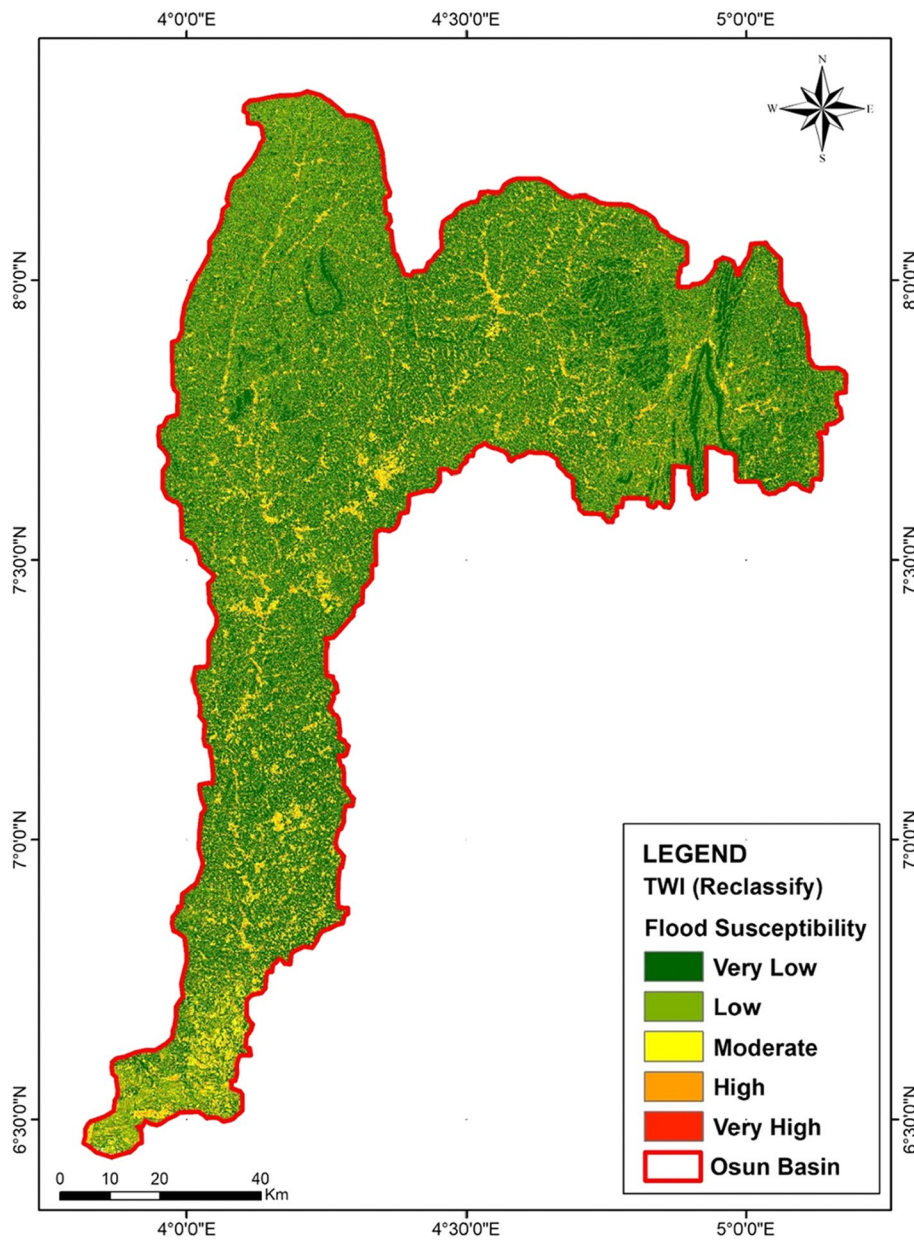 4°0'0"E 4°30'0"E 5°0'0"E
N
W E
S
8°0'0"N 8°0'0"N
7°30'0"N 7°30'0"N
7°0'0"N 7°0'0"N
6°30'0"N 6°30'0"N
LEGEND
TWI (Reclassify)
Flood Susceptibility
Very Low
Low
Moderate
High
Very High
Osun Basin
0 10 20 40
Km
4°0'0"E 4°30'0"E 5°0'0"E